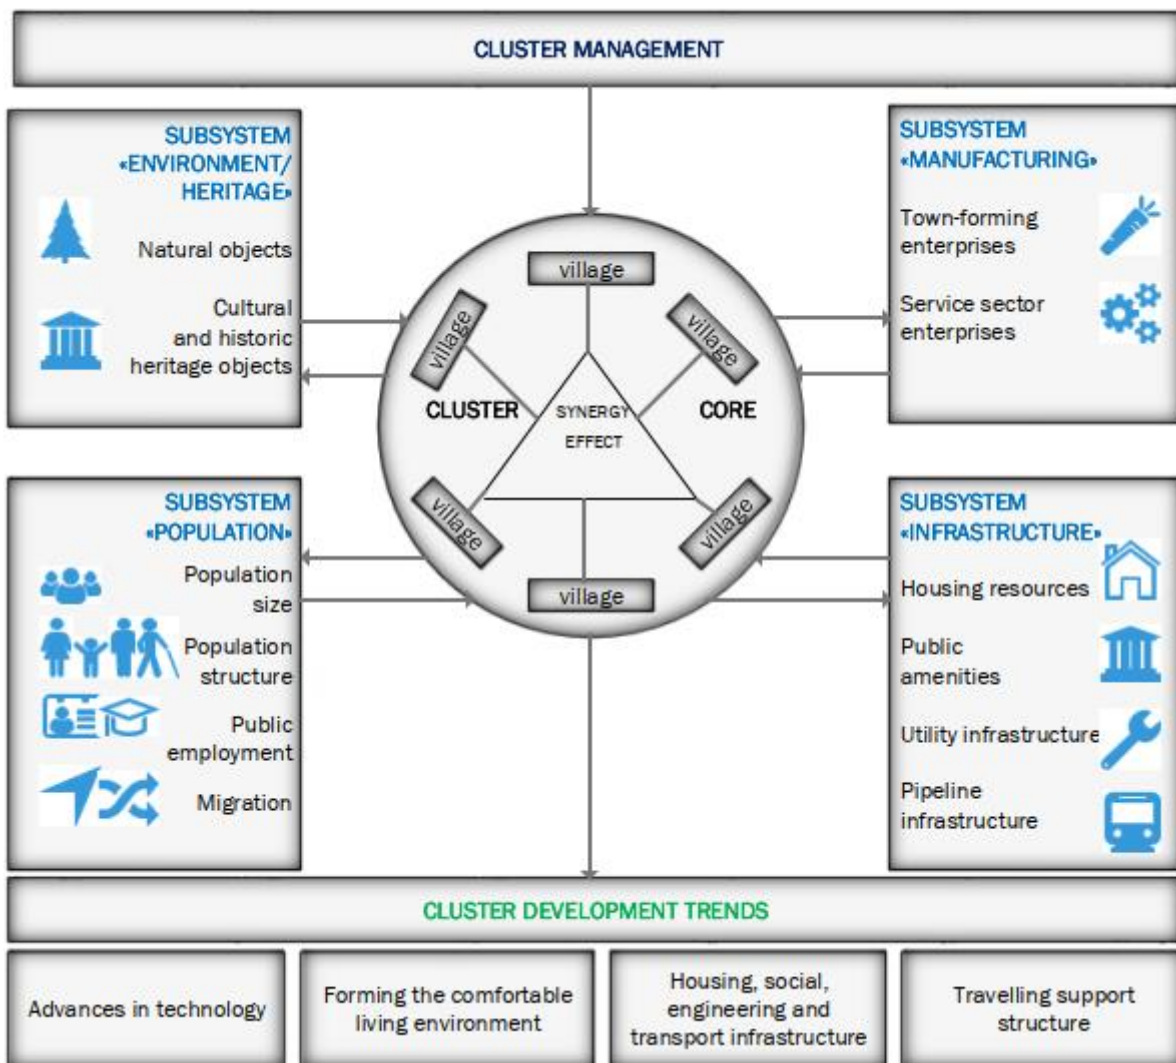 CLUSTER MANAGEMENT
SUBSYSTEM
«ENVIRONMENT/
HERITAGE»
Natural objects
Cultural
and historic
heritage objects
SUBSYSTEM
«MANUFACTURING»
Town-forming
enterprises
Service sector
enterprises
village
village
village
CLUSTER
SYNERGY
EFFECT
CORE
village
village
village
SUBSYSTEM
«POPULATION»
Population
size
Population
structure
Public
employment
Migration
SUBSYSTEM
«INFRASTRUCTURE»
Housing resources
Public
amenities
Utility infrastructure
Pipeline
infrastructure
CLUSTER DEVELOPMENT TRENDS
Advances in technology
Forming the comfortable
living environment
Housing, social,
engineering and
transport infrastructure
Travelling support
structure